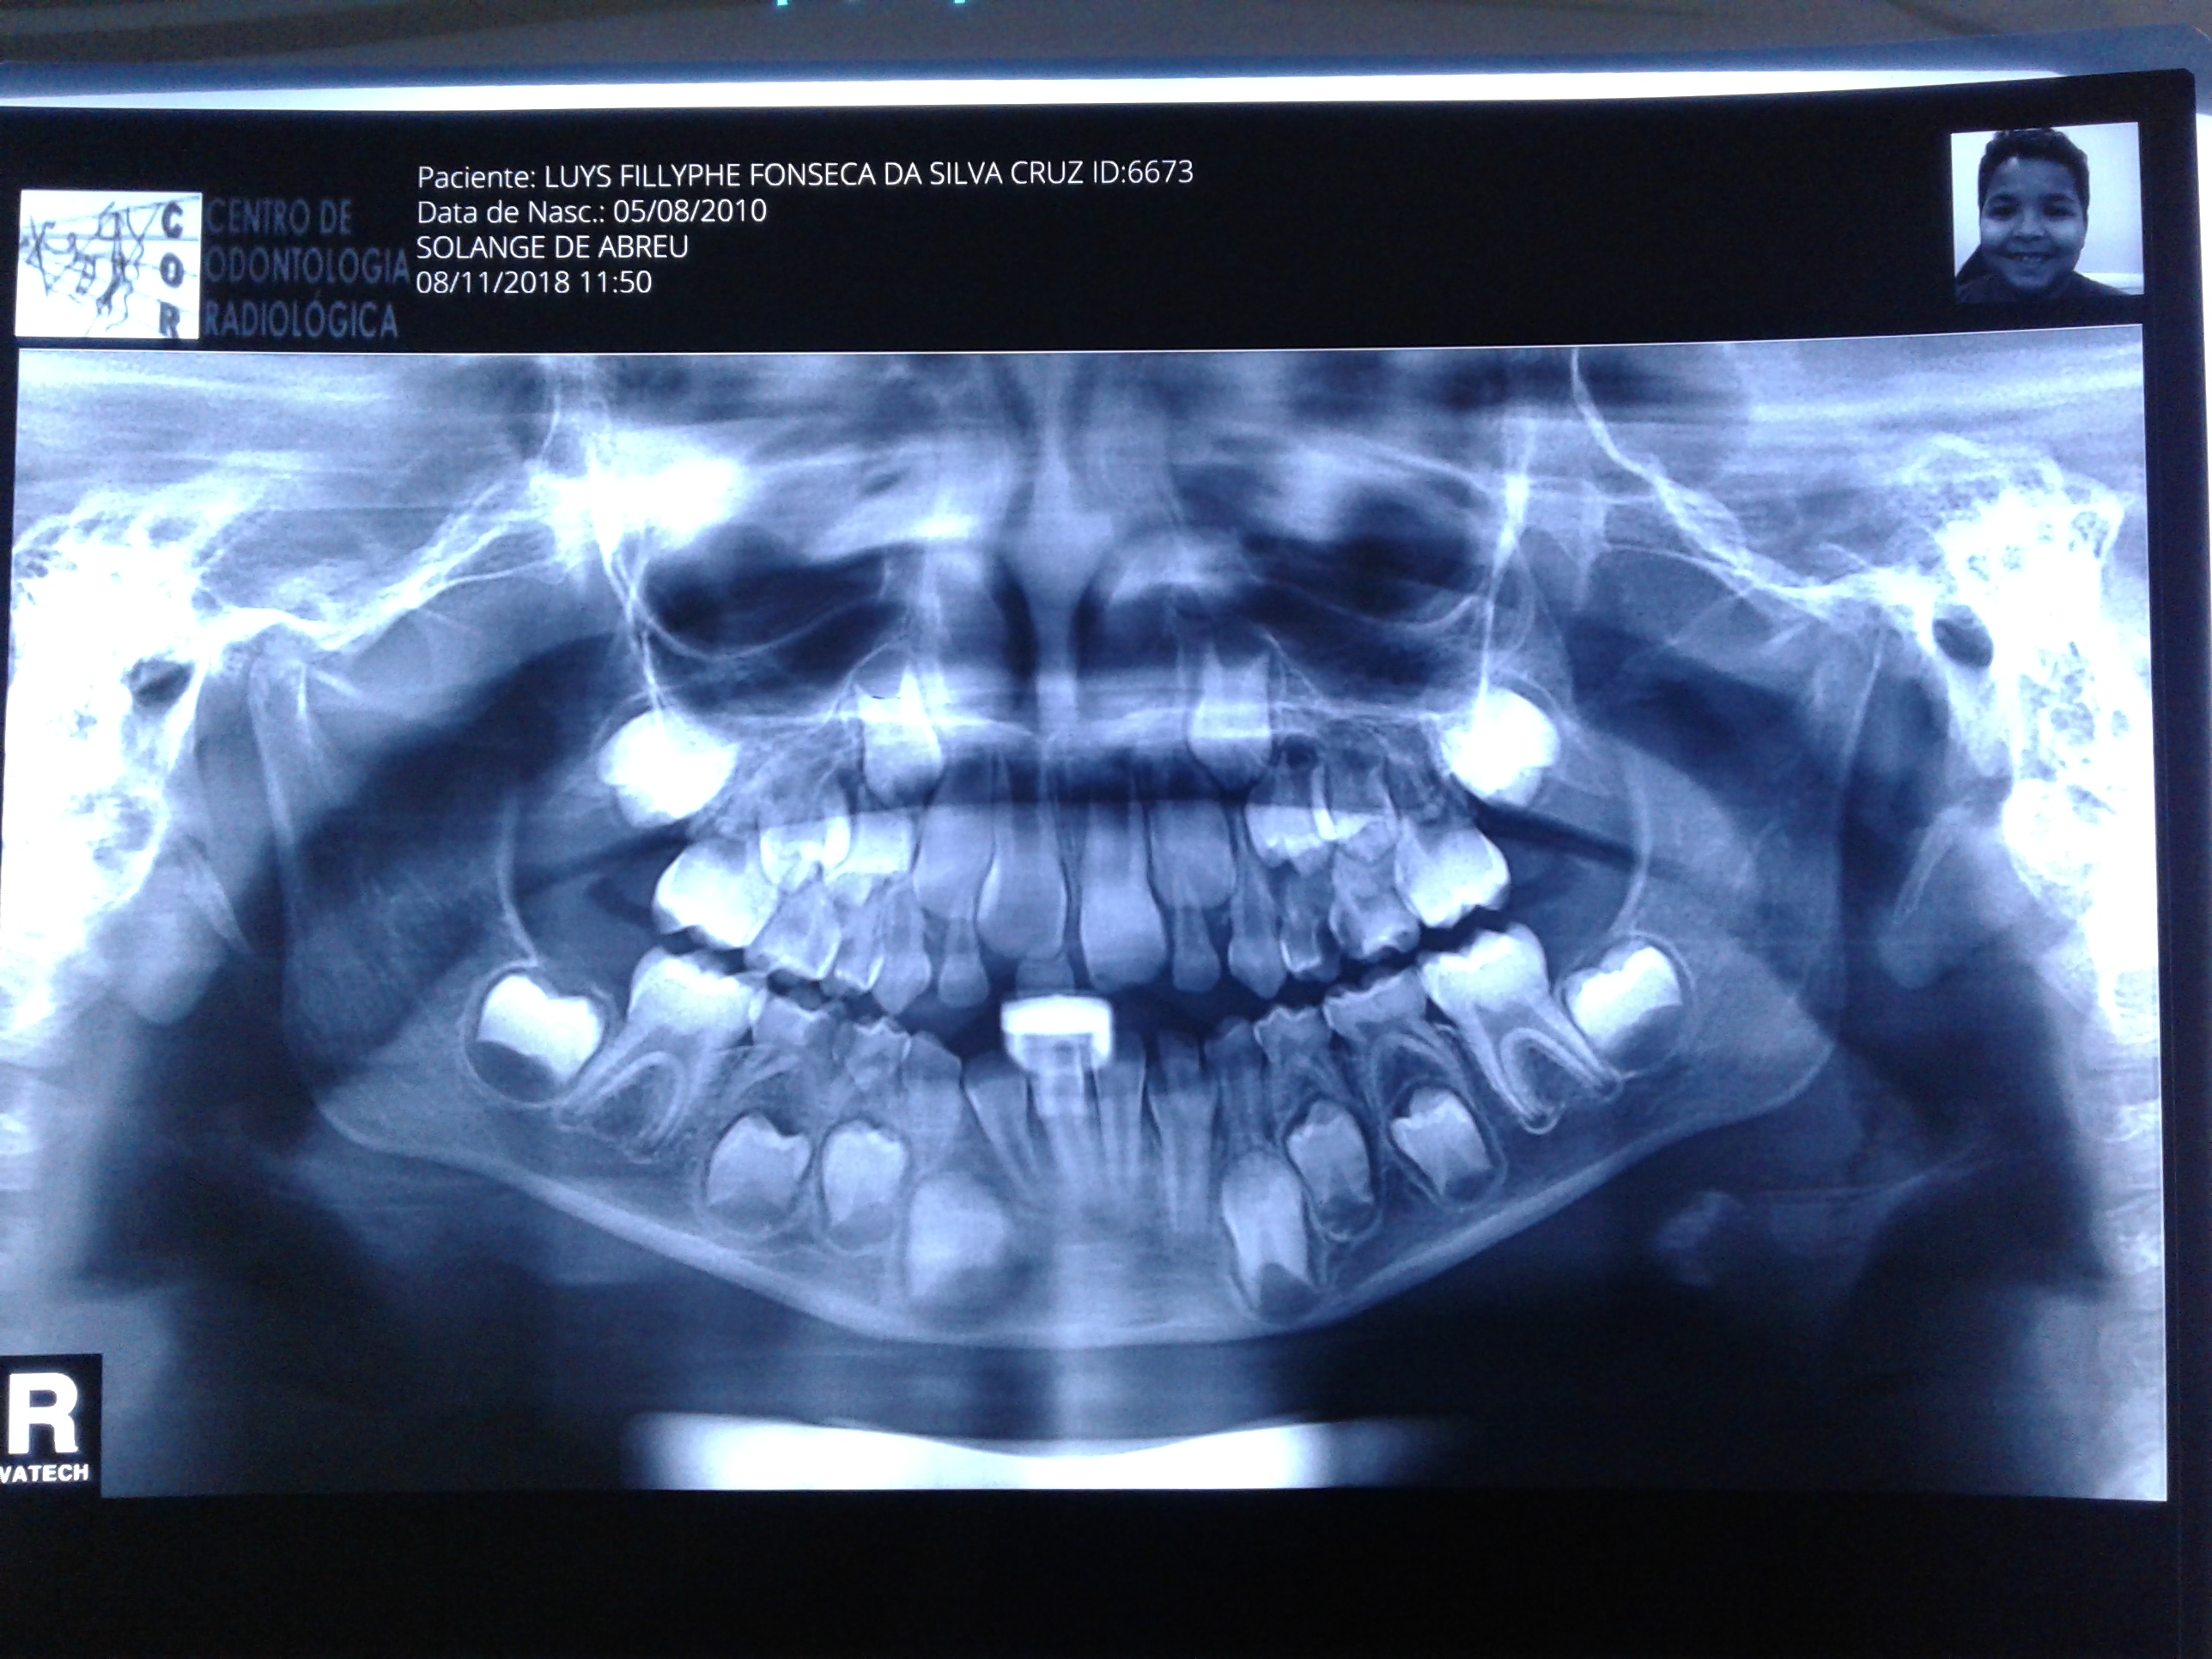 Paciente: LUYS FILLYPHE FONSECA DA SILVA CRUZ ID:6673
Data de Nasc.: 05/08/2010
SOLANGE DE ABREU
08/11/2018 11:50
C CENTRO DE
O ODONTOLOGIA
R RADIOLÓGICA
R
VATECH